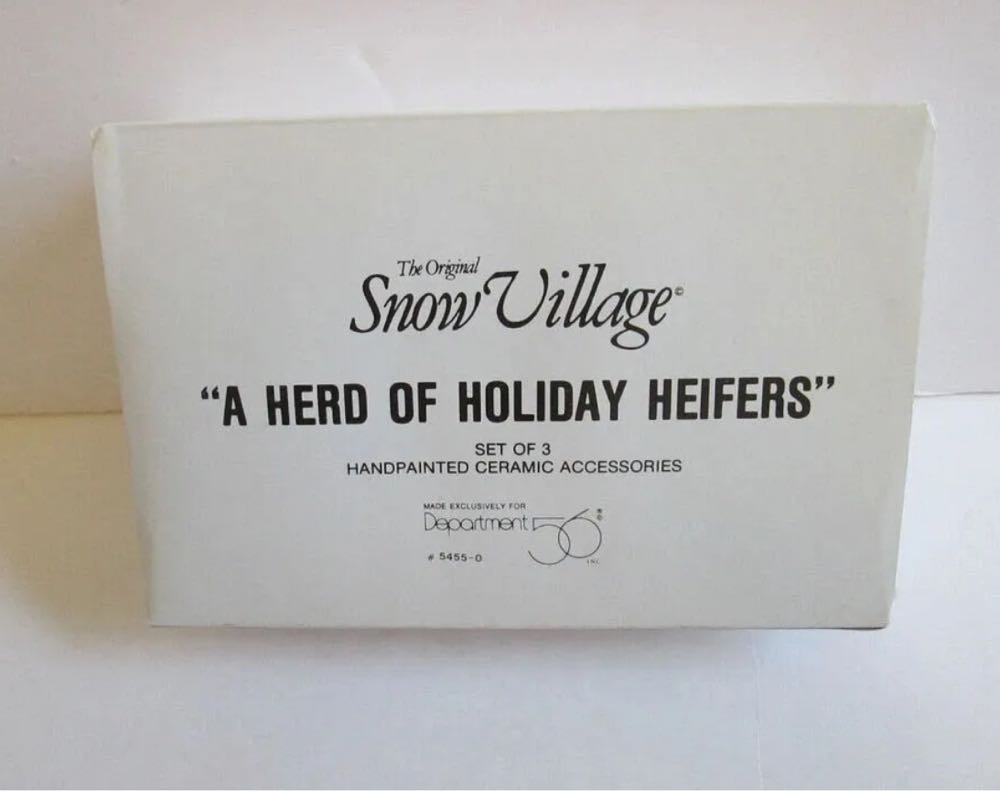 The Original
Snow Village©
“A HERD OF HOLIDAY HEIFERS”
SET OF 3
HANDPAINTED CERAMIC ACCESSORIES
MADE EXCLUSIVELY FOR
Department 56®
INC.
# 5455-0